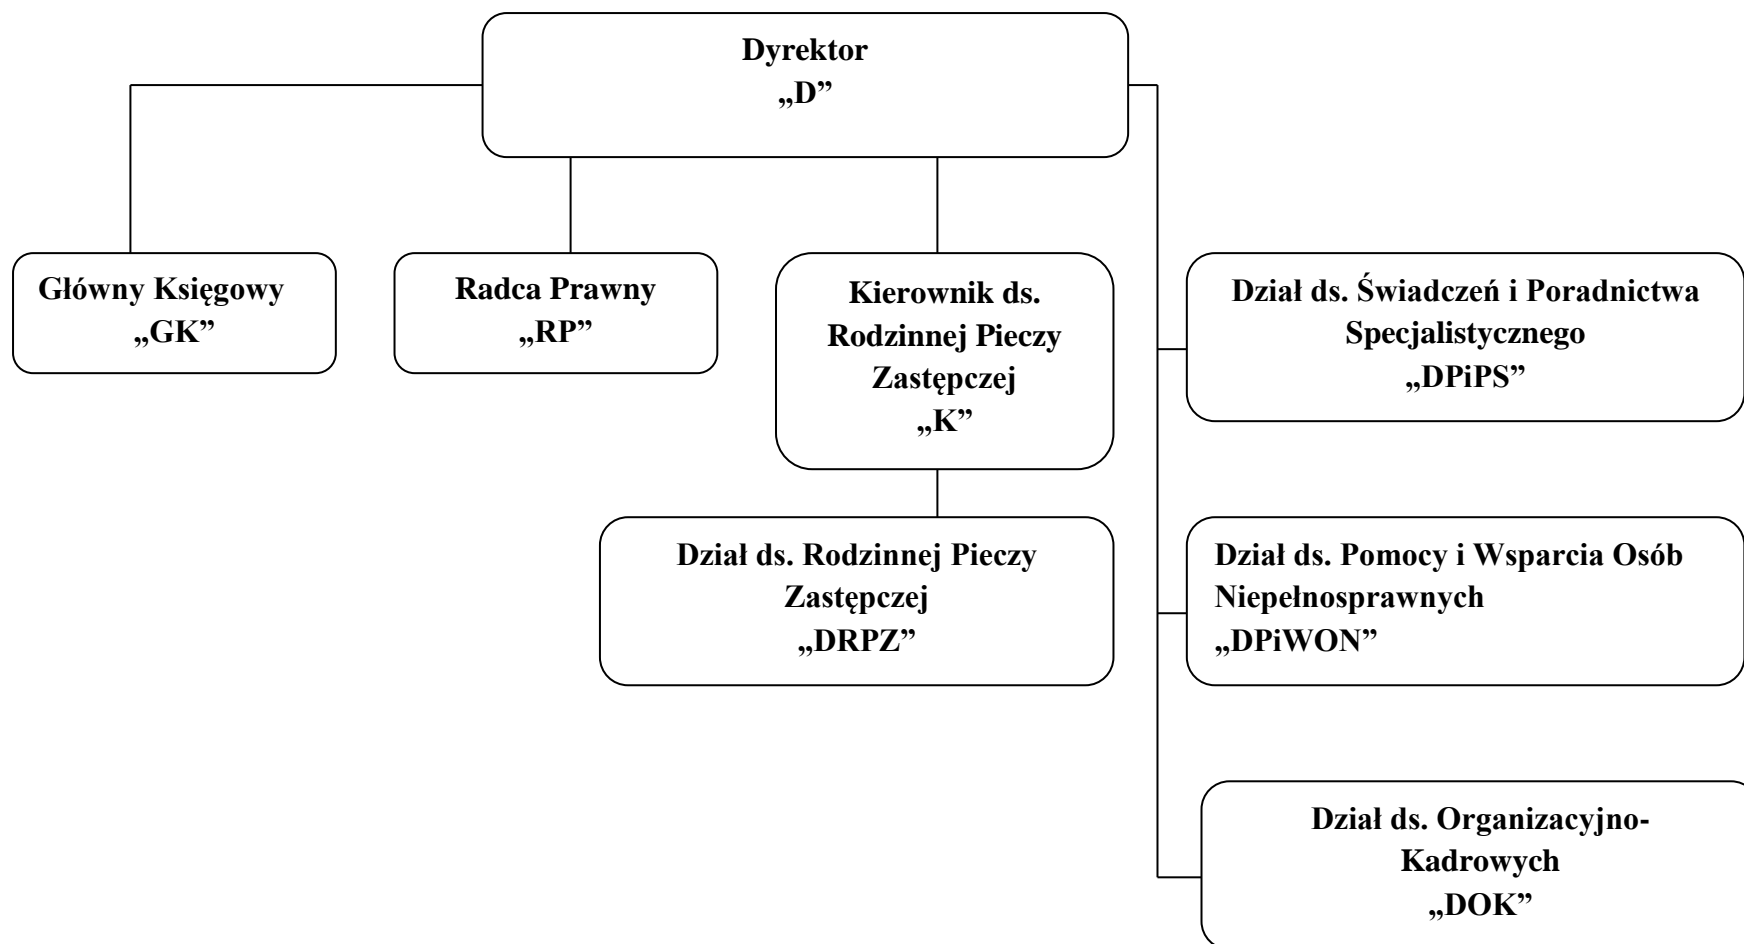 Dyrektor
„D”
Główny Księgowy
„GK”
Radca Prawny
„RP”
Kierownik ds.
Rodzinnej Pieczy
Zastępczej
„K”
Dział ds. Świadczeń i Poradnictwa
Specjalistycznego
„DPiPS”
Dział ds. Rodzinnej Pieczy
Zastępczej
„DRPZ”
Dział ds. Pomocy i Wsparcia Osób
Niepełnosprawnych
„DPiWON”
Dział ds. Organizacyjno-
Kadrowych
„DOK”